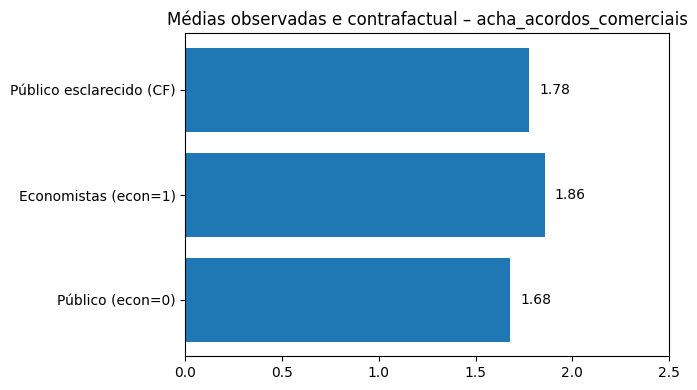 Médias observadas e contrafactual – acha_acordos_comerciais
Público esclarecido (CF)
1.78
Economistas (econ=1)
1.86
Público (econ=0)
1.68
0.0 0.5 1.0 1.5 2.0 2.5